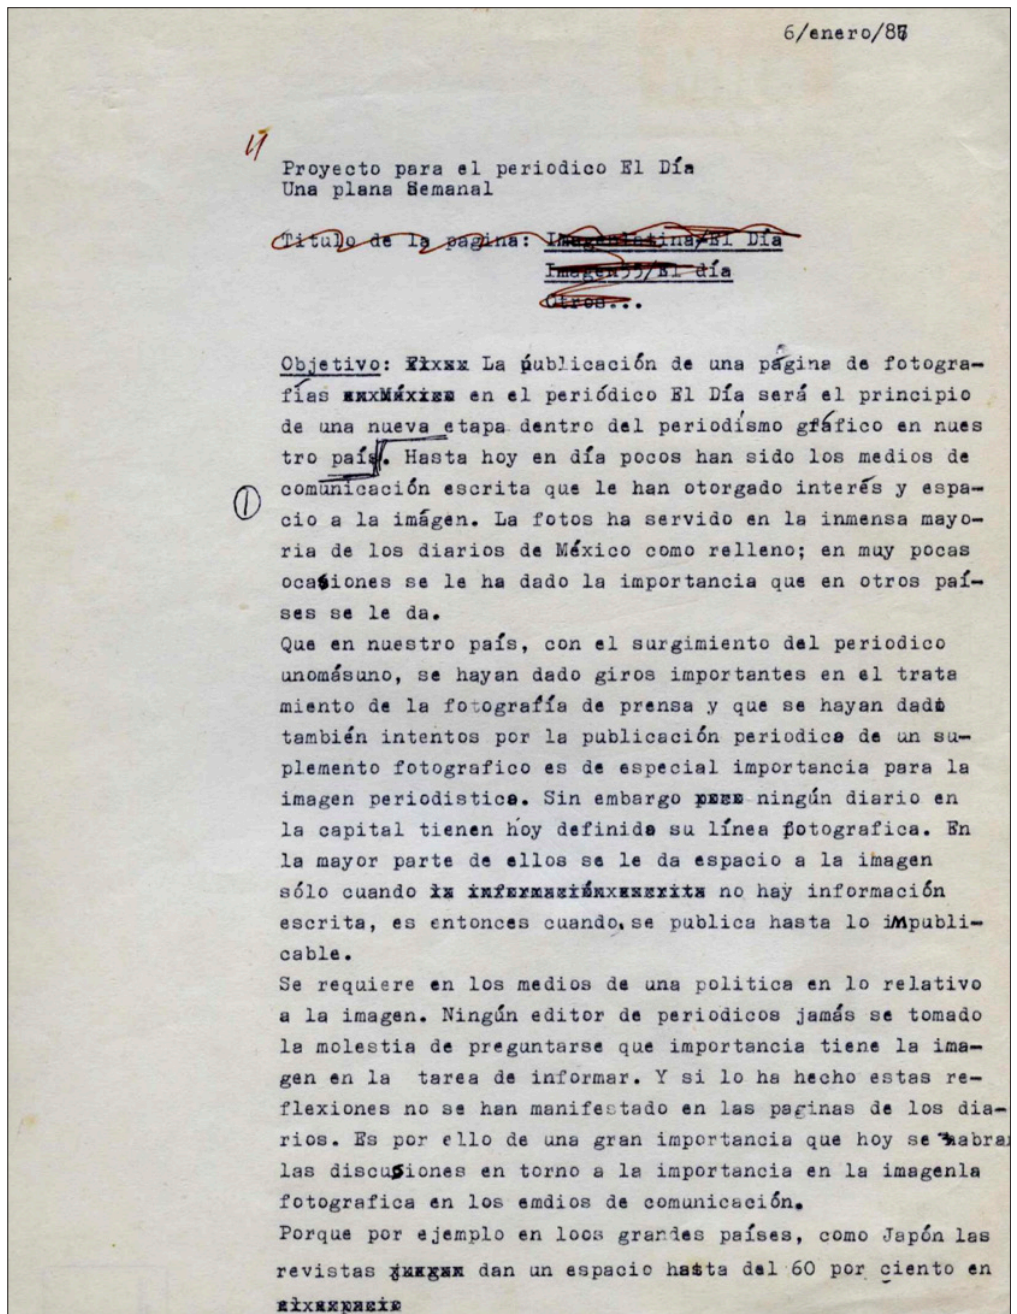 6/enero/87
Proyecto para el periodico El Día
Una plana Semanal
Titulo de la pagina: Imagenlatina/El Día
Imagen35/El día
Otros...
Objetivo: La publicación de una página de fotogra-
fías en el periódico El Día será el principio
de una nueva etapa dentro del periodismo gráfico en nues
tro país. Hasta hoy en día pocos han sido los medios de
comunicación escrita que le han otorgado interés y espa-
1
cio a la imágen. La fotos ha servido en la inmensa mayo-
ria de los diarios de México como relleno; en muy pocas
ocasiones se le ha dado la importancia que en otros paí-
ses se le da.
Que en nuestro país, con el surgimiento del periodico
unomásuno, se hayan dado giros importantes en el trata
miento de la fotografía de prensa y que se hayan dado
también intentos por la publicación periodica de un su-
plemento fotografico es de especial importancia para la
imagen periodistica. Sin embargo ningún diario en
la capital tienen hoy definida su línea fotografica. En
la mayor parte de ellos se le da espacio a la imagen
sólo cuando no hay información
escrita, es entonces cuando, se publica hasta lo impubli-
cable.
Se requiere en los medios de una politica en lo relativo
a la imagen. Ningún editor de periodicos jamás se tomado
la molestia de preguntarse que importancia tiene la ima-
gen en la tarea de informar. Y si lo ha hecho estas re-
flexiones no se han manifestado en las paginas de los dia-
rios. Es por ello de una gran importancia que hoy se habran
las discusiones en torno a la importancia en la imagenla
fotografica en los emdios de comunicación.
Porque por ejemplo en loos grandes países, como Japón las
revistas dan un espacio hasta del 60 por ciento en